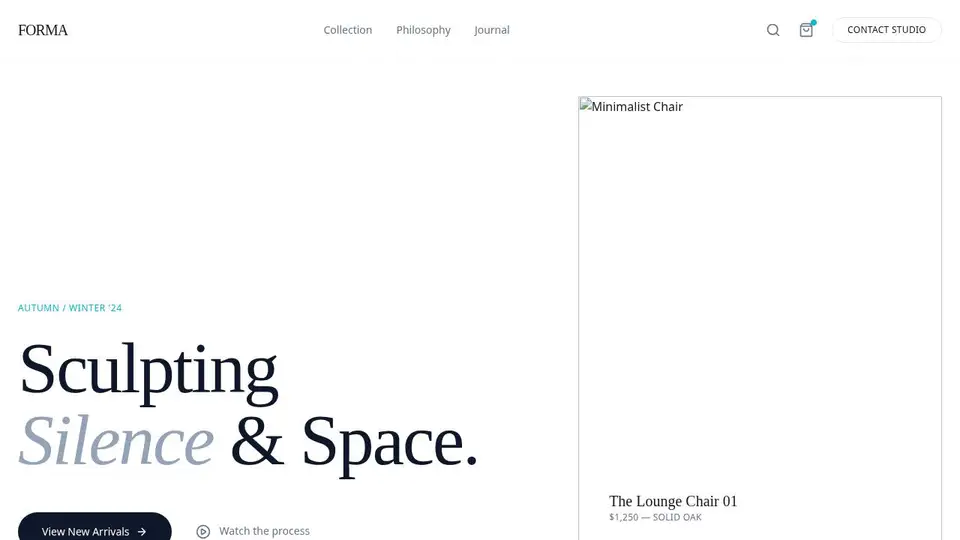 FORMA
Collection
Philosophy
Journal
CONTACT STUDIO
Minimalist Chair
AUTUMN / WINTER '24
Sculpting
Silence & Space.
The Lounge Chair 01
$1,250 — SOLID OAK
View New Arrivals
Watch the process